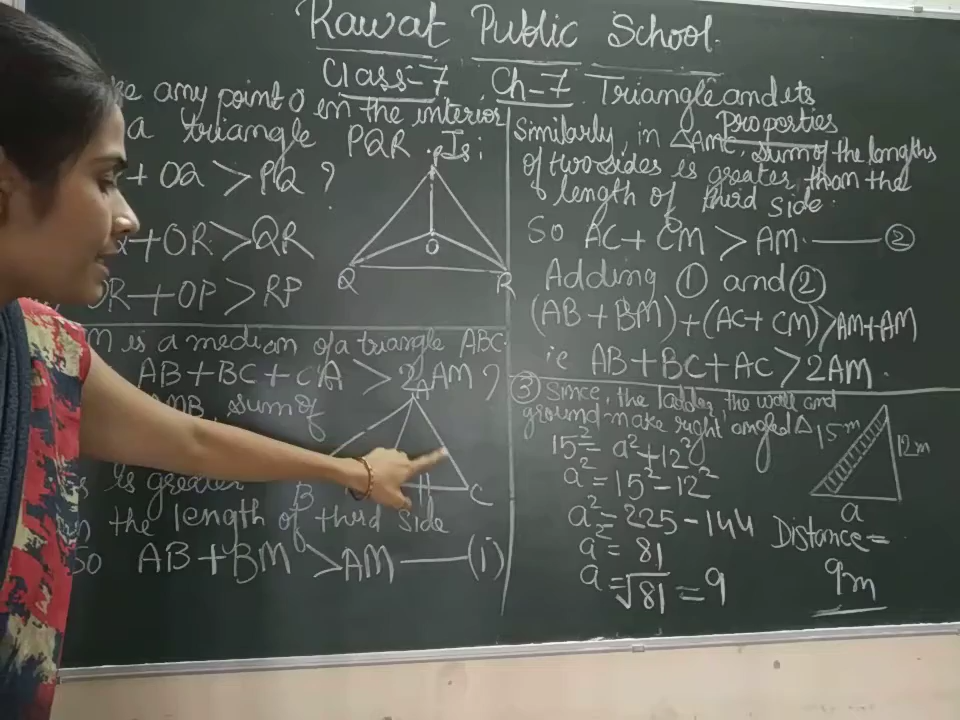 Rawat Public School
Class-7 Ch-7 Triangle and its
Properties
any point O in the interior
a triangle PQR. Is:
+ OQ > PQ ?
+ OR > QR
OR + OP > RP
P
O
Q R
M is a median of a triangle ABC.
AB + BC + CA > 2 AM ?
AMB, sum of
is greater
the length of third side
So AB + BM > AM — (1)
A
B C
Similarly, in △AMC, sum of the lengths
of two sides is greater than the
length of third side.
So AC + CM > AM. — ②
Adding ① and ②
(AB + BM) + (AC + CM) > AM + AM
ie AB + BC + AC > 2AM.
③ Since, the ladder, the wall and
ground make right angled △
15² = a² + 12²
a² = 15² - 12²
a² = 225 - 144
a² = 81
a = √81 = 9
15m
12m
a
Distance =
9m